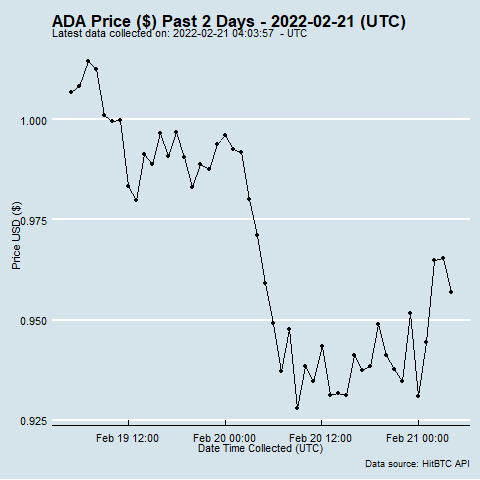 ADA Price ($) Past 2 Days - 2022-02-21 (UTC)
Latest data collected on: 2022-02-21 04:03:57  - UTC
Price USD ($)
1.000
0.975
0.950
0.925
Feb 19 12:00
Feb 20 00:00
Feb 20 12:00
Feb 21 00:00
Date Time Collected (UTC)
Data source: HitBTC API